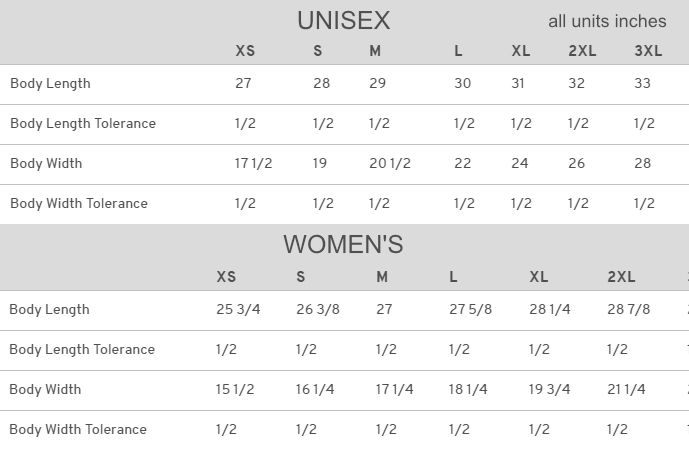 UNISEX all units inches
XS S M L XL 2XL 3XL
Body Length 27 28 29 30 31 32 33
Body Length Tolerance 1/2 1/2 1/2 1/2 1/2 1/2 1/2
Body Width 17 1/2 19 20 1/2 22 24 26 28
Body Width Tolerance 1/2 1/2 1/2 1/2 1/2 1/2 1/2
WOMEN'S
XS S M L XL 2XL
Body Length 25 3/4 26 3/8 27 27 5/8 28 1/4 28 7/8
Body Length Tolerance 1/2 1/2 1/2 1/2 1/2 1/2
Body Width 15 1/2 16 1/4 17 1/4 18 1/4 19 3/4 21 1/4
Body Width Tolerance 1/2 1/2 1/2 1/2 1/2 1/2